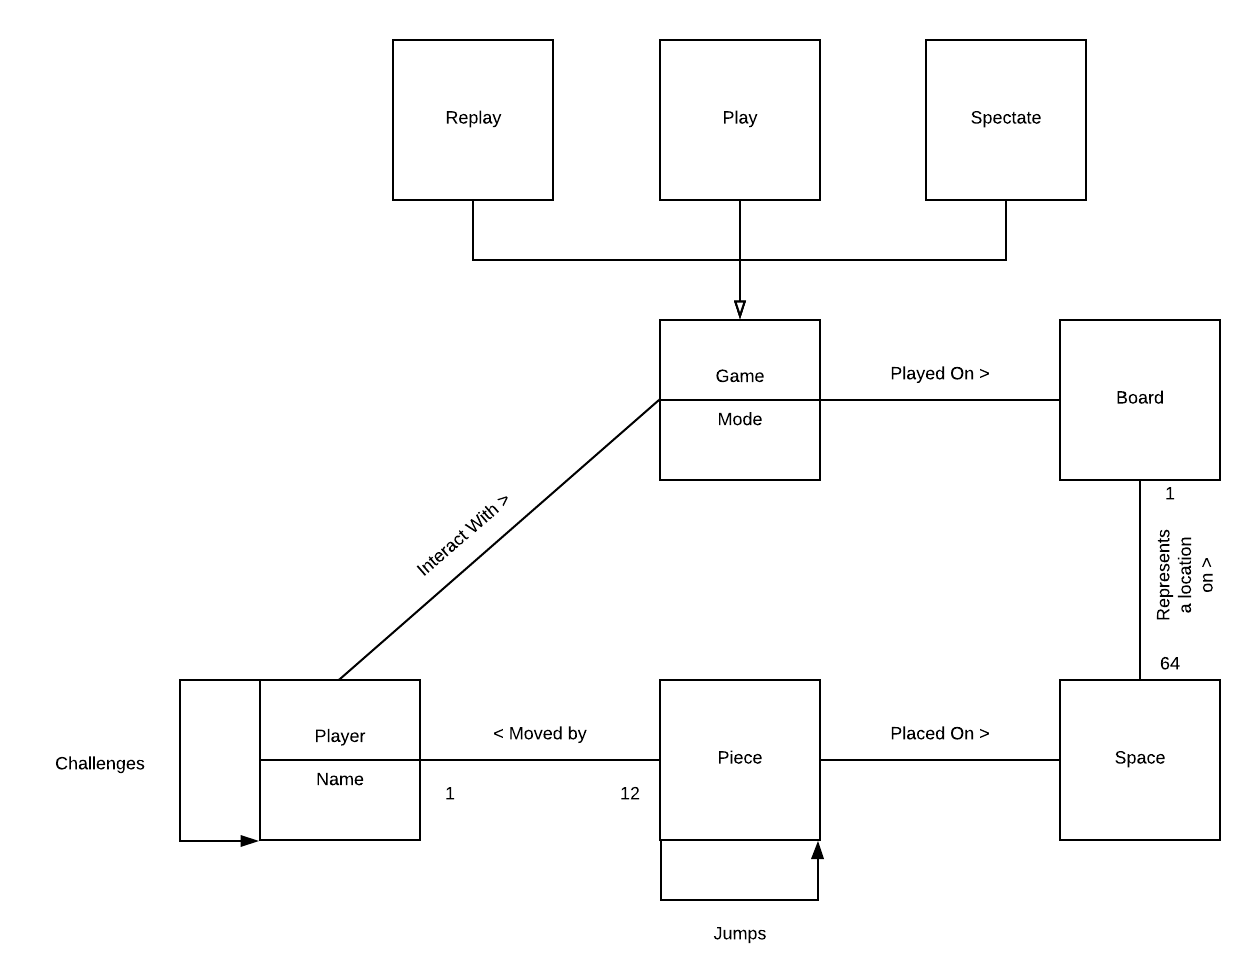 Replay
Play
Spectate
Game
Mode
Played On >
Board
1
Represents
a location
on >
64
Interact With >
Challenges
Player
Name
< Moved by
1
12
Piece
Placed On >
Space
Jumps